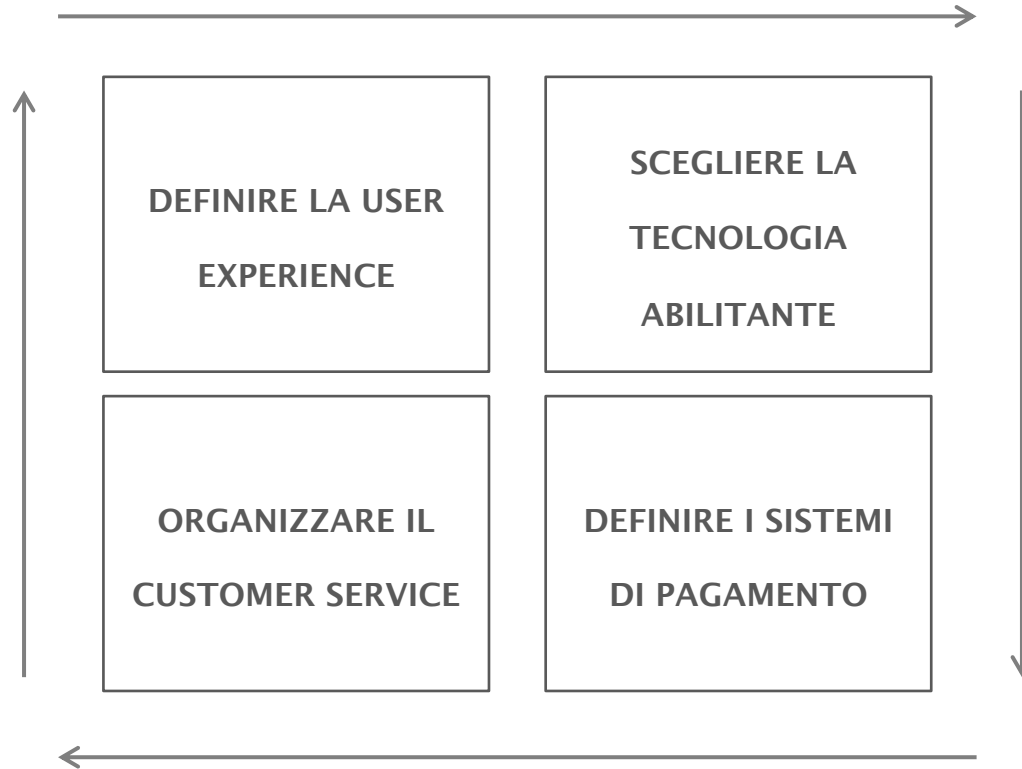 DEFINIRE LA USER
EXPERIENCE
SCEGLIERE LA
TECNOLOGIA
ABILITANTE
ORGANIZZARE IL
CUSTOMER SERVICE
DEFINIRE I SISTEMI
DI PAGAMENTO